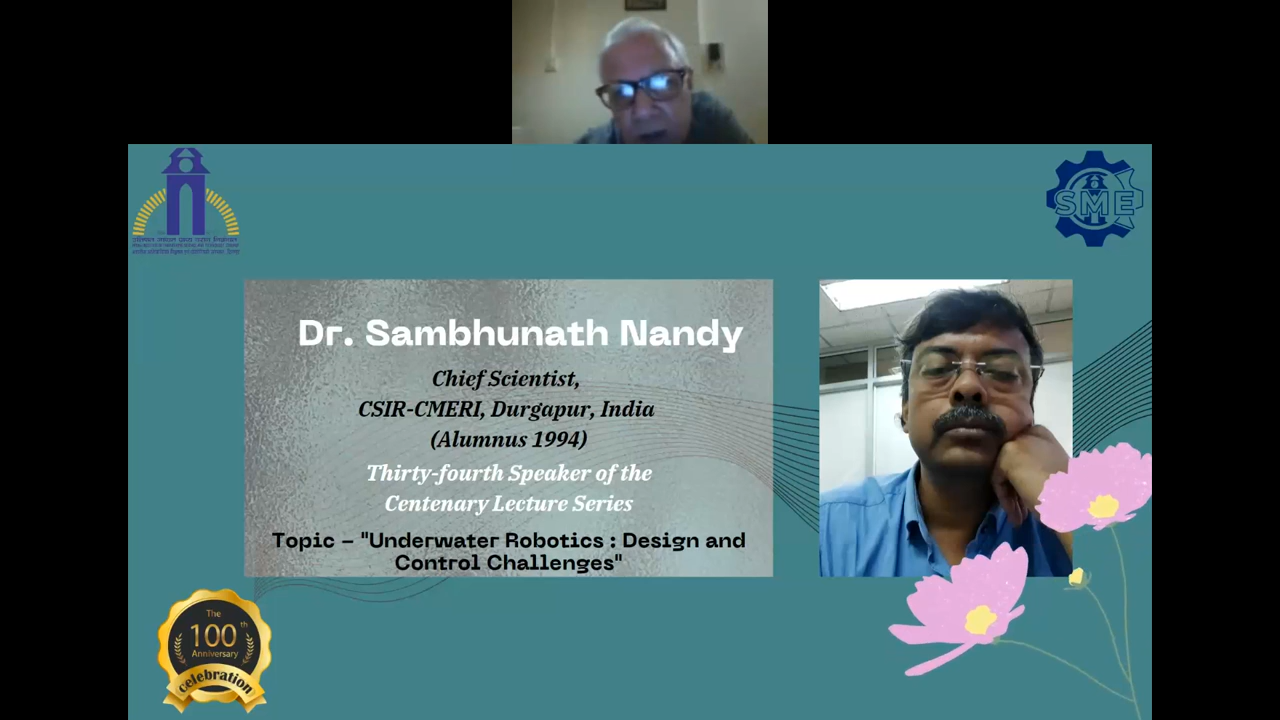 SME
Dr. Sambhunath Nandy
Chief Scientist,
CSIR-CMERI, Durgapur, India
(Alumnus 1994)
Thirty-fourth Speaker of the
Centenary Lecture Series
Topic – "Underwater Robotics : Design and
Control Challenges"
The
100th
Anniversary
celebration